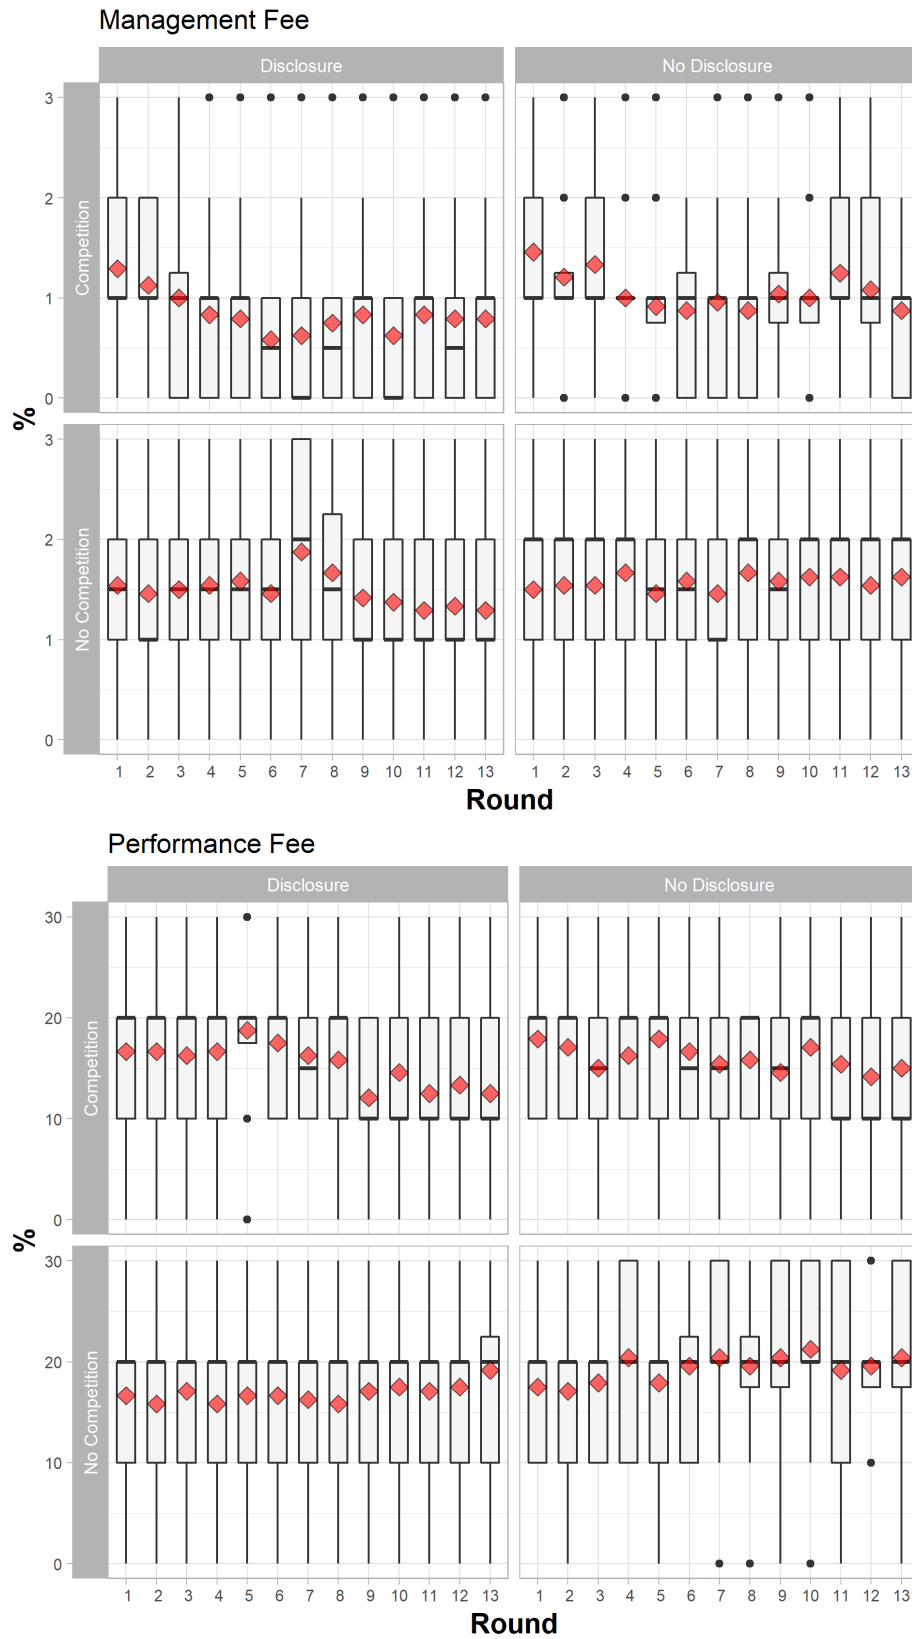 Management Fee
Disclosure
No Disclosure
Competition
3
2
1
0
%
No Competition
3
2
1
0
1 2 3 4 5 6 7 8 9 10 11 12 13
1 2 3 4 5 6 7 8 9 10 11 12 13
Round
Performance Fee
Disclosure
No Disclosure
Competition
30
20
10
0
%
No Competition
30
20
10
0
1 2 3 4 5 6 7 8 9 10 11 12 13
1 2 3 4 5 6 7 8 9 10 11 12 13
Round